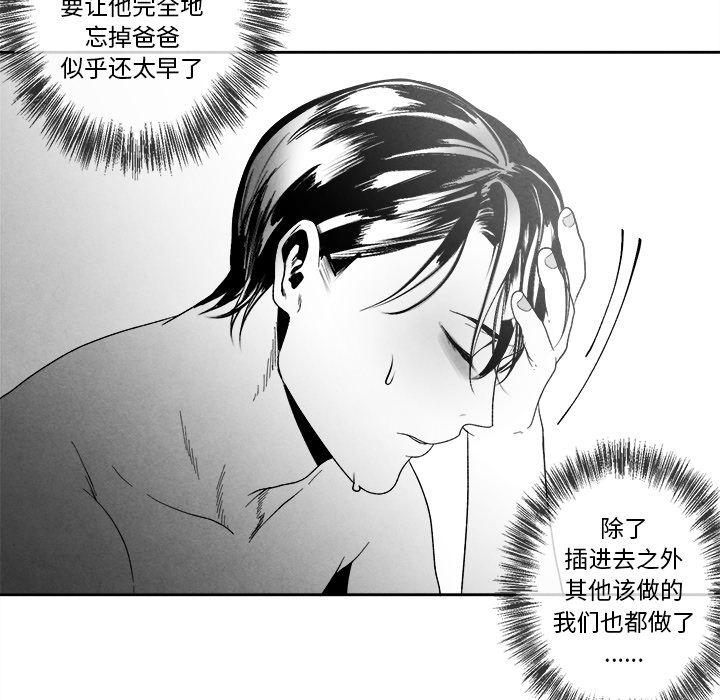 要让他完全地
忘掉爸爸
似乎还太早了
除了
插进去之外
其他该做的
我们也都做了
……